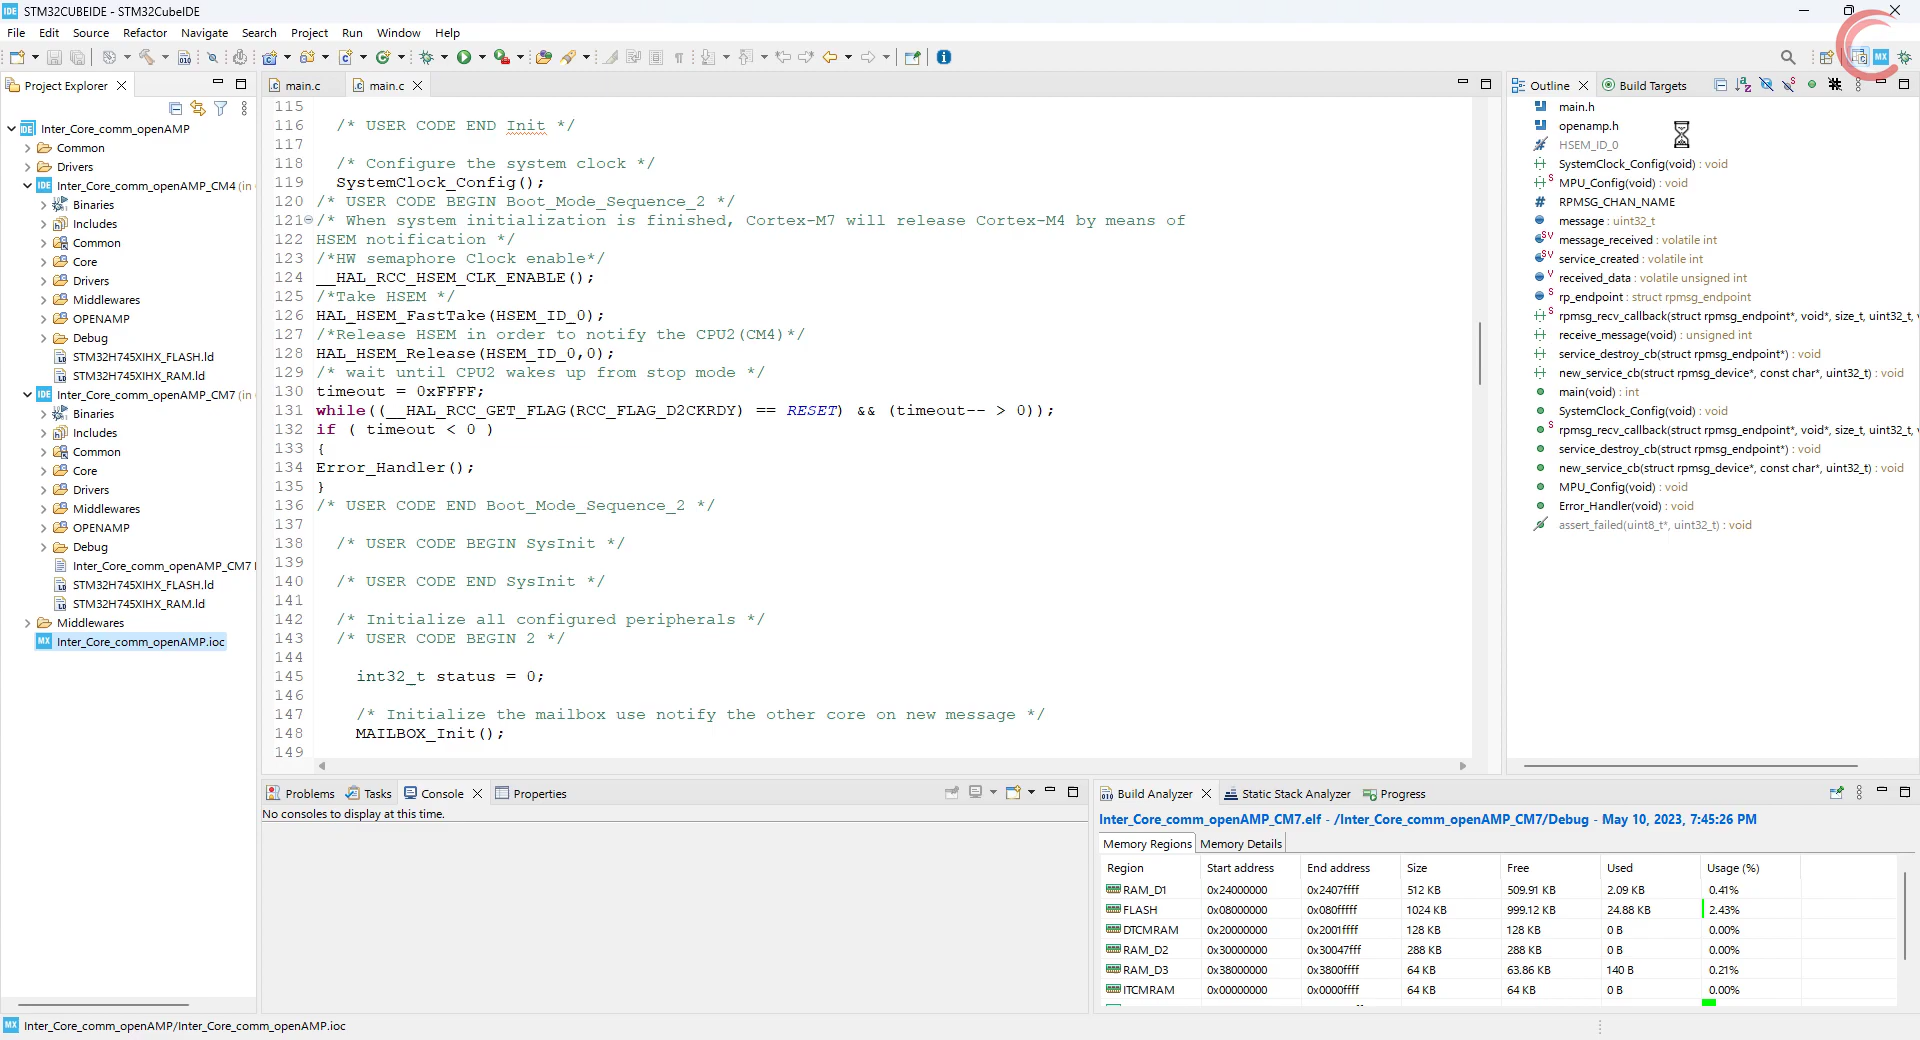 STM32CUBEIDE - STM32CubeIDE
File Edit Source Refactor Navigate Search Project Run Window Help
Project Explorer
Inter_Core_comm_openAMP
Common
Drivers
Inter_Core_comm_openAMP_CM4 (in
Binaries
Includes
Common
Core
Drivers
Middlewares
OPENAMP
Debug
STM32H745XIHX_FLASH.ld
STM32H745XIHX_RAM.ld
Inter_Core_comm_openAMP_CM7 (in
Binaries
Includes
Common
Core
Drivers
Middlewares
OPENAMP
Debug
Inter_Core_comm_openAMP_CM7
STM32H745XIHX_FLASH.ld
STM32H745XIHX_RAM.ld
Middlewares
Inter_Core_comm_openAMP.ioc
main.c main.c
115
116 /* USER CODE END Init */
117
118 /* Configure the system clock */
119 SystemClock_Config();
120 /* USER CODE BEGIN Boot_Mode_Sequence_2 */
121 /* When system initialization is finished, Cortex-M7 will release Cortex-M4 by means of
122 HSEM notification */
123 /*HW semaphore Clock enable*/
124 __HAL_RCC_HSEM_CLK_ENABLE();
125 /*Take HSEM */
126 HAL_HSEM_FastTake(HSEM_ID_0);
127 /*Release HSEM in order to notify the CPU2(CM4)*/
128 HAL_HSEM_Release(HSEM_ID_0,0);
129 /* wait until CPU2 wakes up from stop mode */
130 timeout = 0xFFFF;
131 while((__HAL_RCC_GET_FLAG(RCC_FLAG_D2CKRDY) == RESET) && (timeout-- > 0));
132 if ( timeout < 0 )
133 {
134 Error_Handler();
135 }
136 /* USER CODE END Boot_Mode_Sequence_2 */
137
138 /* USER CODE BEGIN SysInit */
139
140 /* USER CODE END SysInit */
141
142 /* Initialize all configured peripherals */
143 /* USER CODE BEGIN 2 */
144
145 int32_t status = 0;
146
147 /* Initialize the mailbox use notify the other core on new message */
148 MAILBOX_Init();
149
Outline Build Targets
main.h
openamp.h
HSEM_ID_0
SystemClock_Config(void) : void
MPU_Config(void) : void
RPMSG_CHAN_NAME
message : uint32_t
message_received : volatile int
service_created : volatile int
received_data : volatile unsigned int
rp_endpoint : struct rpmsg_endpoint
rpmsg_recv_callback(struct rpmsg_endpoint*, void*, size_t, uint32_t, v
receive_message(void) : unsigned int
service_destroy_cb(struct rpmsg_endpoint*) : void
new_service_cb(struct rpmsg_device*, const char*, uint32_t) : void
main(void) : int
SystemClock_Config(void) : void
rpmsg_recv_callback(struct rpmsg_endpoint*, void*, size_t, uint32_t, v
service_destroy_cb(struct rpmsg_endpoint*) : void
new_service_cb(struct rpmsg_device*, const char*, uint32_t) : void
MPU_Config(void) : void
Error_Handler(void) : void
assert_failed(uint8_t*, uint32_t) : void
Problems Tasks Console Properties
No consoles to display at this time.
Build Analyzer Static Stack Analyzer Progress
Inter_Core_comm_openAMP_CM7.elf - /Inter_Core_comm_openAMP_CM7/Debug - May 10, 2023, 7:45:26 PM
Memory Regions Memory Details
Region Start address End address Size Free Used Usage (%)
RAM_D1 0x24000000 0x2407ffff 512 KB 509.91 KB 2.09 KB 0.41%
FLASH 0x08000000 0x080fffff 1024 KB 999.12 KB 24.88 KB 2.43%
DTCMRAM 0x20000000 0x2001ffff 128 KB 128 KB 0 B 0.00%
RAM_D2 0x30000000 0x30047fff 288 KB 288 KB 0 B 0.00%
RAM_D3 0x38000000 0x3800ffff 64 KB 63.86 KB 140 B 0.21%
ITCMRAM 0x00000000 0x0000ffff 64 KB 64 KB 0 B 0.00%
Inter_Core_comm_openAMP/Inter_Core_comm_openAMP.ioc